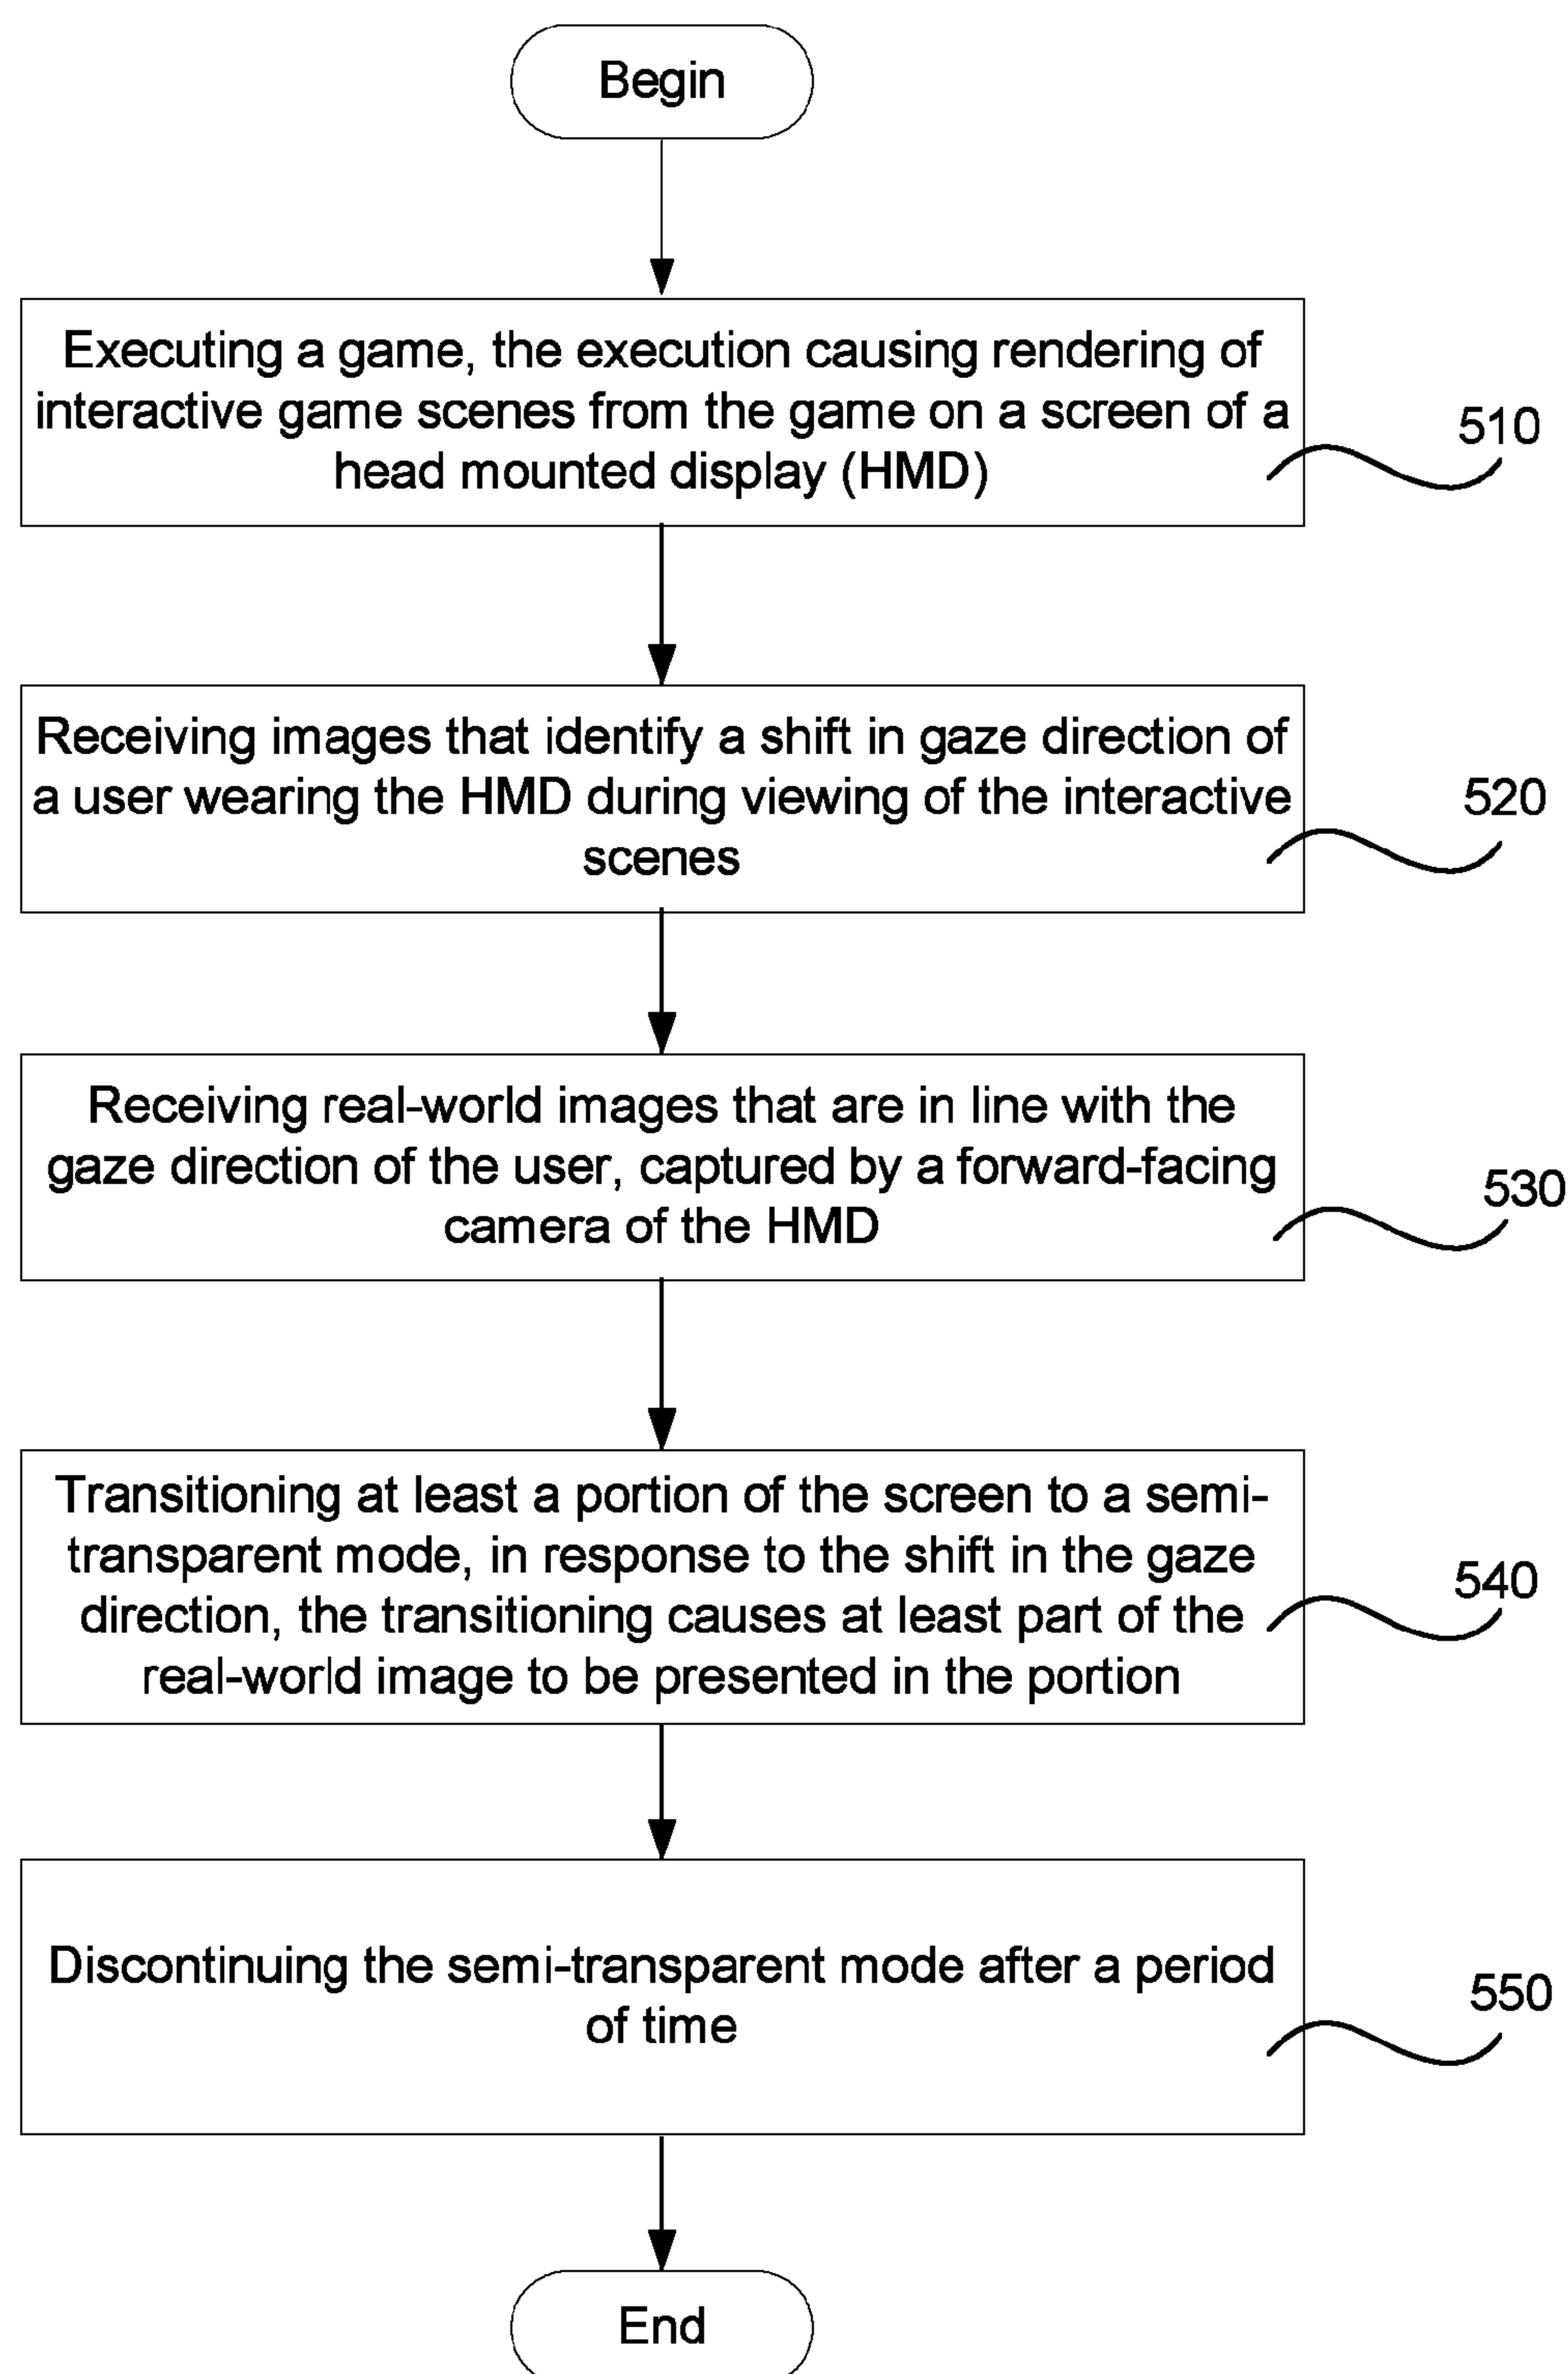 Begin
Executing a game, the execution causing rendering of
interactive game scenes from the game on a screen of a
head mounted display (HMD)
510
Receiving images that identify a shift in gaze direction of
a user wearing the HMD during viewing of the interactive
scenes
520
Receiving real-world images that are in line with the
gaze direction of the user, captured by a forward-facing
camera of the HMD
530
Transitioning at least a portion of the screen to a semi-
transparent mode, in response to the shift in the gaze
direction, the transitioning causes at least part of the
real-world image to be presented in the portion
540
Discontinuing the semi-transparent mode after a period
of time
550
End